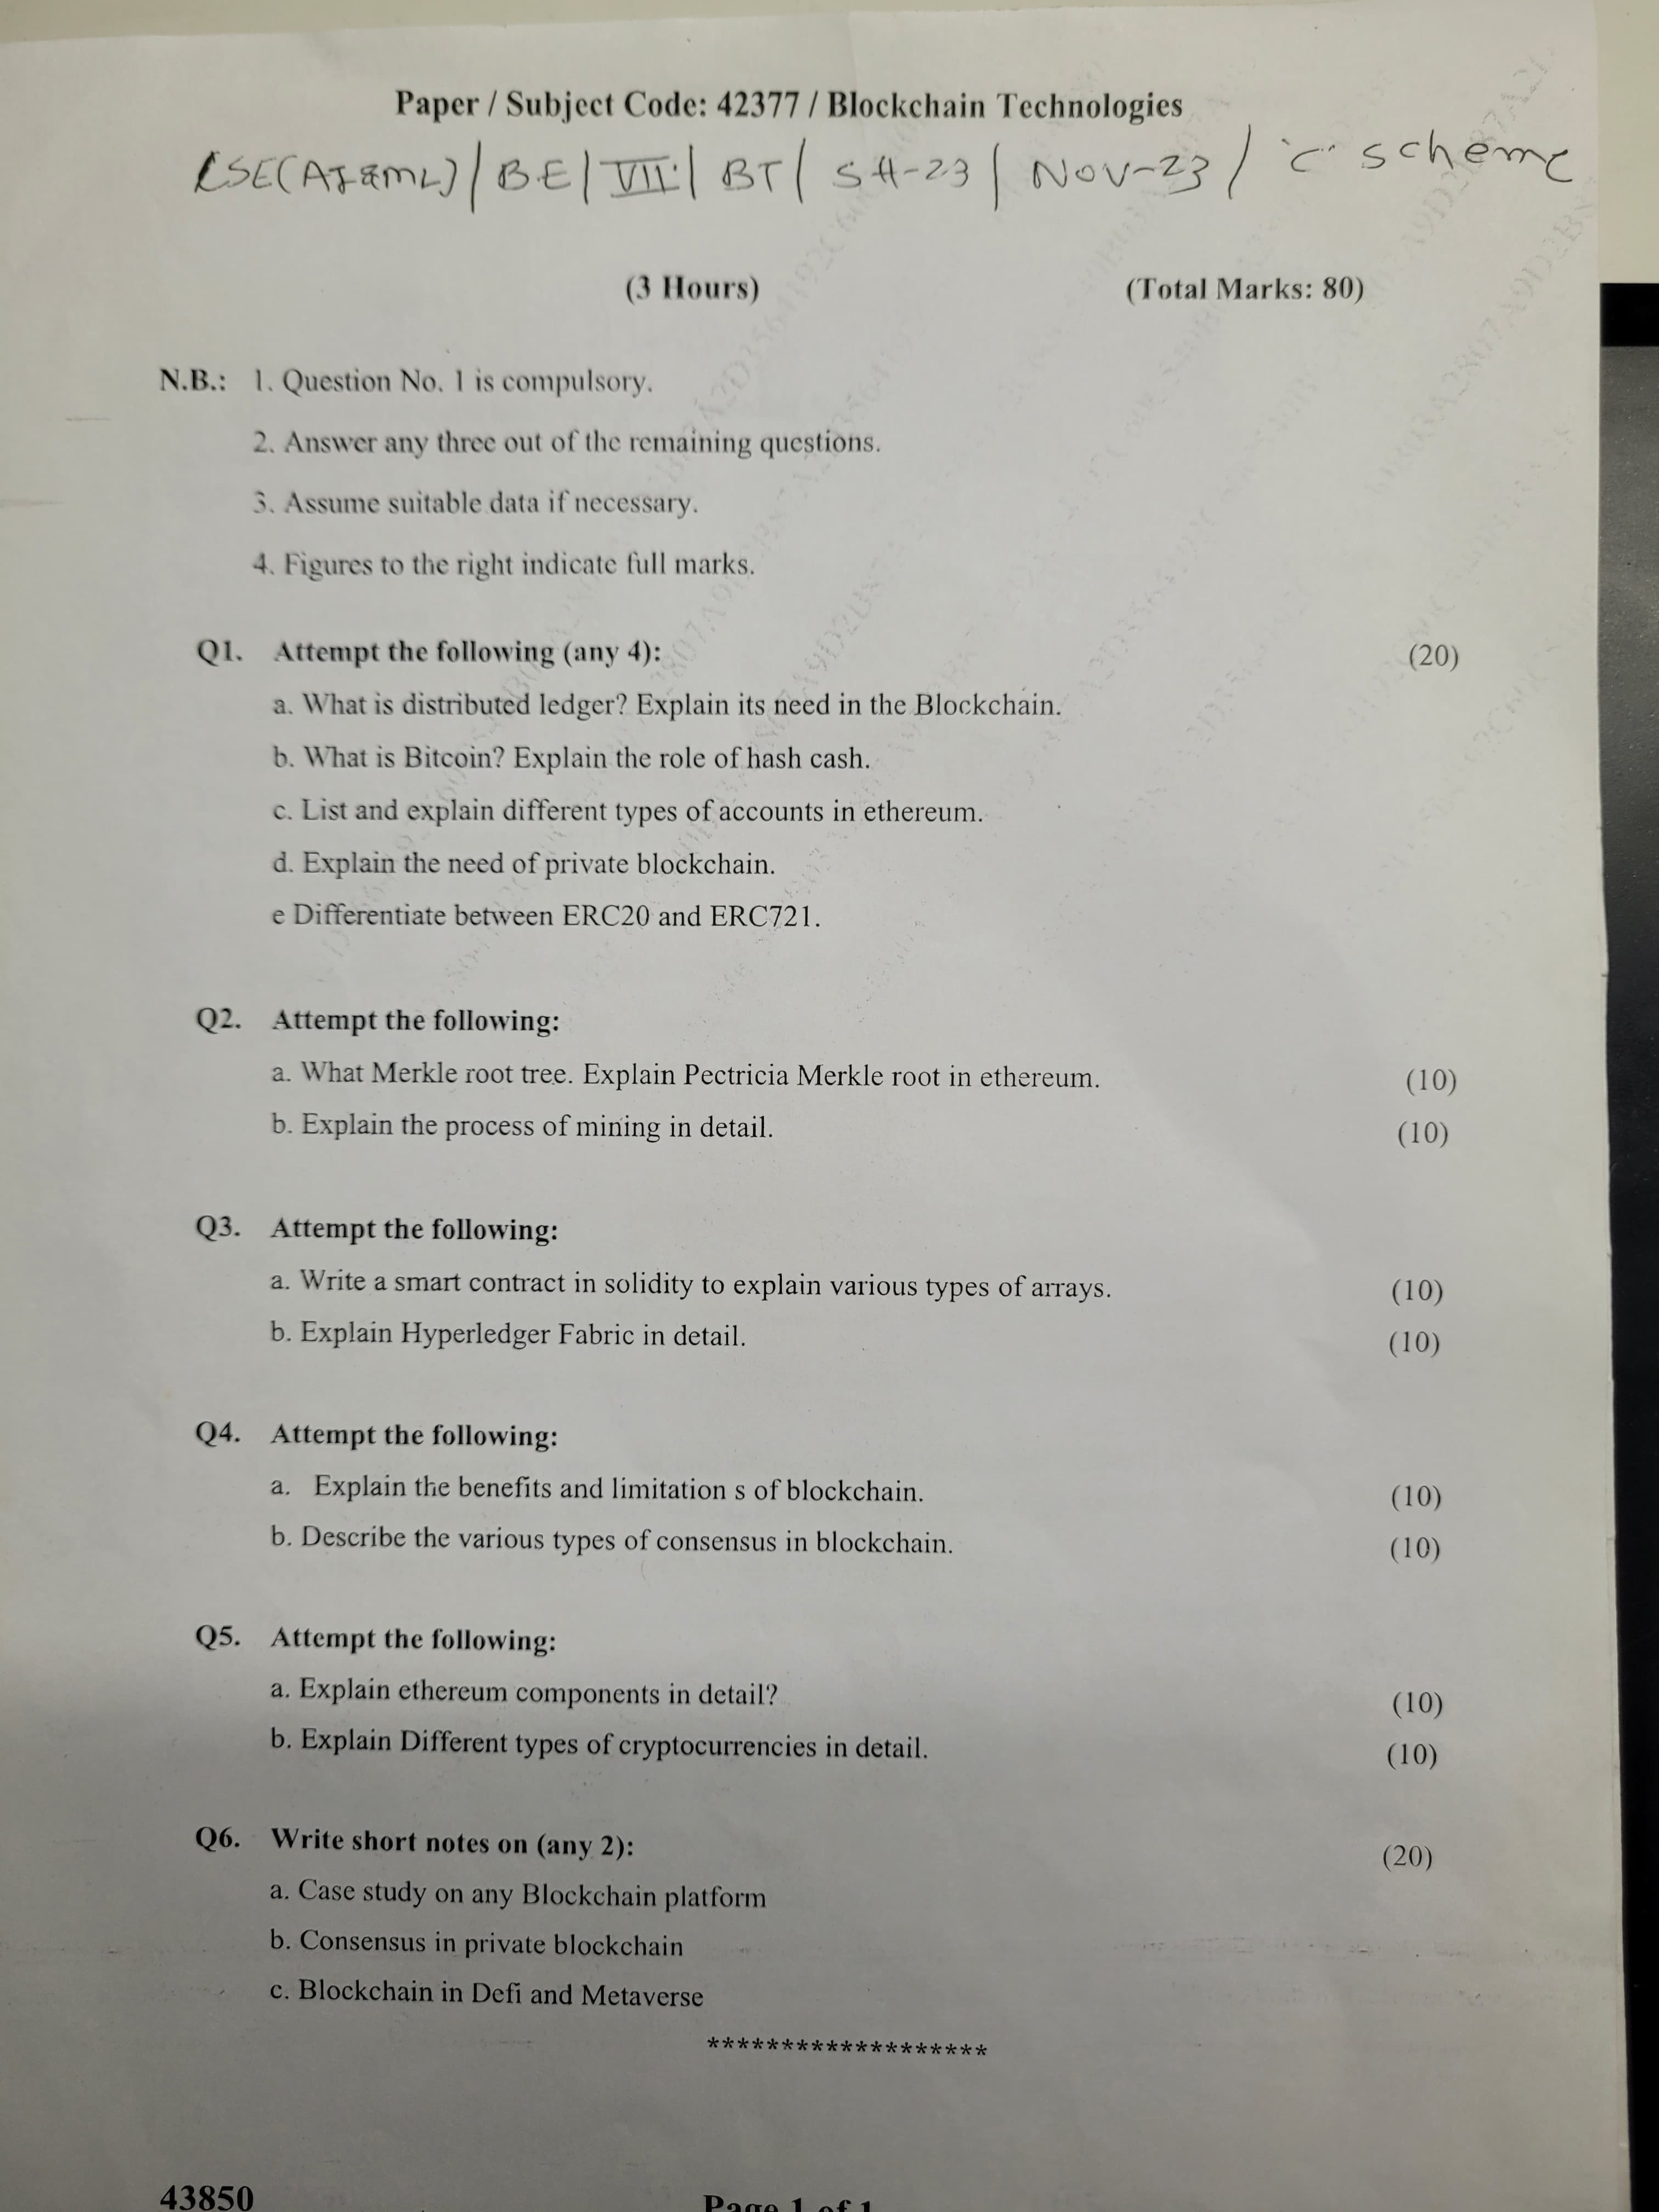 Paper / Subject Code: 42377 / Blockchain Technologies
CSE(AI&ML) / B.E / VII / BT / SH-23 / NOV-23 / "C" scheme
(3 Hours) (Total Marks: 80)
N.B.: 1. Question No. 1 is compulsory.
2. Answer any three out of the remaining questions.
3. Assume suitable data if necessary.
4. Figures to the right indicate full marks.
Q1. Attempt the following (any 4): (20)
a. What is distributed ledger? Explain its need in the Blockchain.
b. What is Bitcoin? Explain the role of hash cash.
c. List and explain different types of accounts in ethereum.
d. Explain the need of private blockchain.
e Differentiate between ERC20 and ERC721.
Q2. Attempt the following:
a. What Merkle root tree. Explain Pectricia Merkle root in ethereum. (10)
b. Explain the process of mining in detail. (10)
Q3. Attempt the following:
a. Write a smart contract in solidity to explain various types of arrays. (10)
b. Explain Hyperledger Fabric in detail. (10)
Q4. Attempt the following:
a. Explain the benefits and limitation s of blockchain. (10)
b. Describe the various types of consensus in blockchain. (10)
Q5. Attempt the following:
a. Explain ethereum components in detail? (10)
b. Explain Different types of cryptocurrencies in detail. (10)
Q6. Write short notes on (any 2): (20)
a. Case study on any Blockchain platform
b. Consensus in private blockchain
c. Blockchain in Defi and Metaverse
*******************
43850 Page 1 of 1